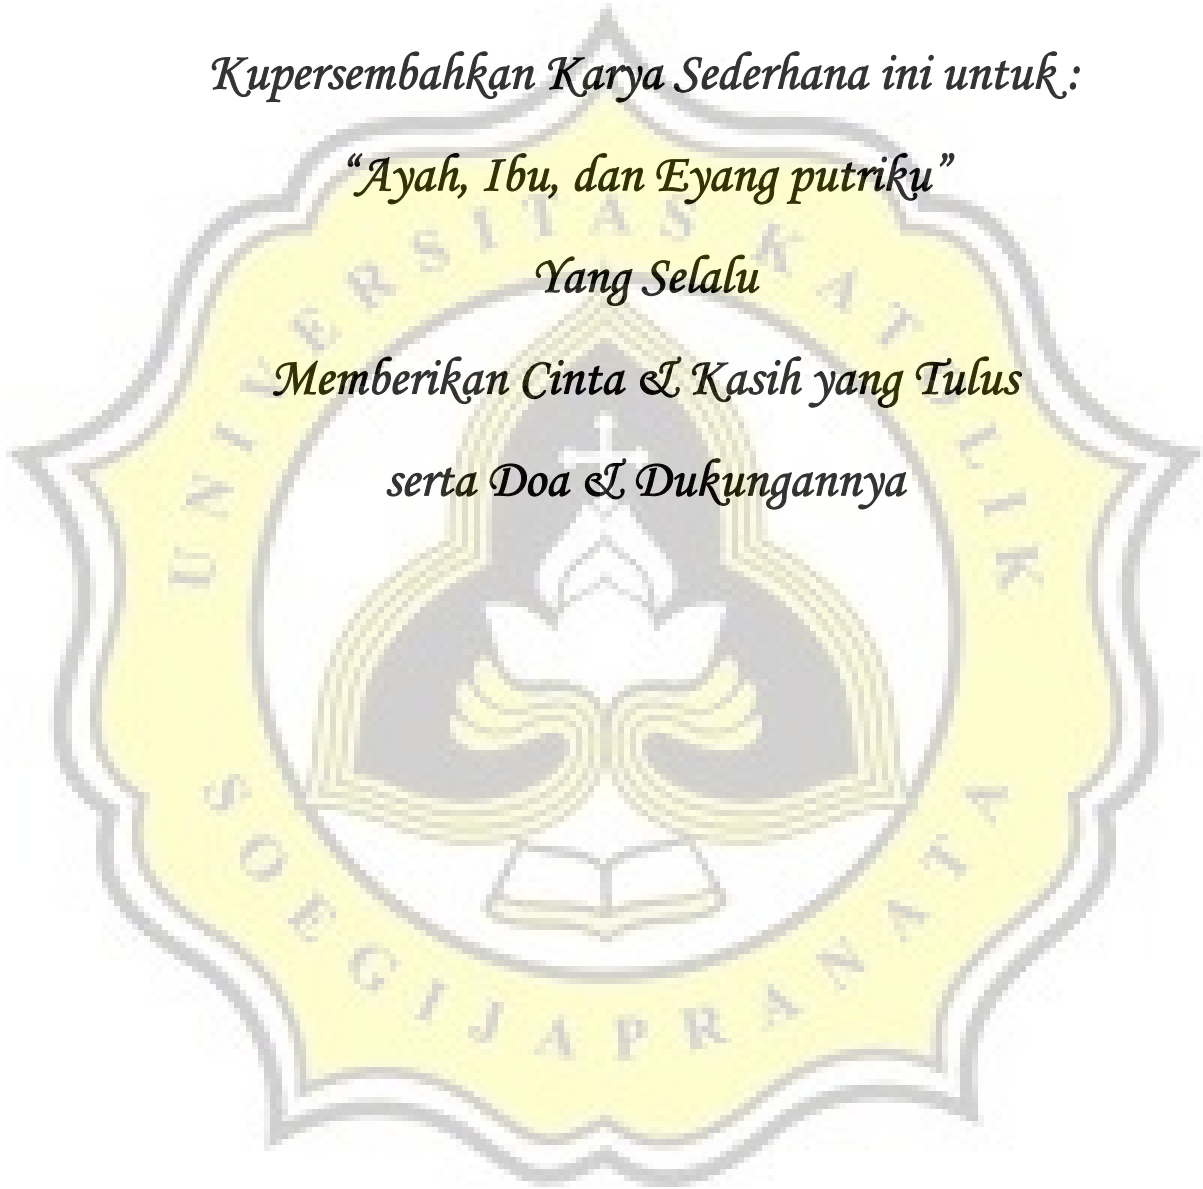 Kupersembahkan Karya Sederhana ini untuk :
“Ayah, Ibu, dan Eyang putriku”
Yang Selalu
Memberikan Cinta & Kasih yang Tulus
serta Doa & Dukungannya
UNIVERSITAS KATOLIK
SOEGIJAPRANATA